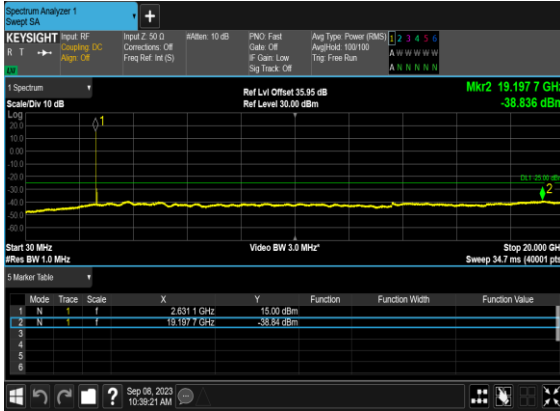 Spectrum Analyzer 1
Swept SA
+
KEYSIGHT
R T
Input: RF
Coupling: DC
Align: Off
Input Z: 50 Ω
Corrections: Off
Freq Ref: Int (S)
#Atten: 10 dB
PNO: Fast
Gate: Off
IF Gain: Low
Sig Track: Off
Avg Type: Power (RMS)
Avg|Hold: 100/100
Trig: Free Run
1 2 3 4 5 6
A W W W W W
A N N N N N
1 Spectrum
Scale/Div 10 dB
Ref Lvl Offset 35.95 dB
Ref Level 30.00 dBm
Mkr2 19.197 7 GHz
-38.836 dBm
Log
20.0
10.0
0.00
-10.0
-20.0
-30.0
-40.0
-50.0
-60.0
1
DL1 -25.00 dBm
2
Start 30 MHz
#Res BW 1.0 MHz
Video BW 3.0 MHz*
Stop 20.000 GH
Sweep 34.7 ms (40001 pts
5 Marker Table
Mode Trace Scale X Y Function Function Width Function Value
1 N 1 f 2.631 1 GHz 15.00 dBm
2 N 1 f 19.197 7 GHz -38.84 dBm
3
4
5
6
?
Sep 08, 2023
10:39:21 AM